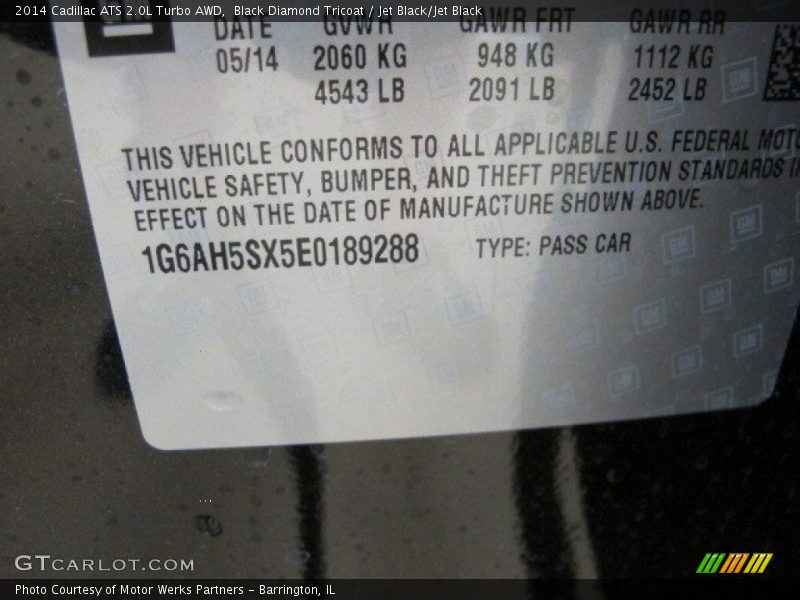 2014 Cadillac ATS 2.0L Turbo AWD, Black Diamond Tricoat / Jet Black/Jet Black
DATE GVWR GAWR FRT GAWR RR
05/14 2060 KG 948 KG 1112 KG
4543 LB 2091 LB 2452 LB
THIS VEHICLE CONFORMS TO ALL APPLICABLE U.S. FEDERAL MOTO
VEHICLE SAFETY, BUMPER, AND THEFT PREVENTION STANDARDS I
EFFECT ON THE DATE OF MANUFACTURE SHOWN ABOVE.
1G6AH5SX5E0189288 TYPE: PASS CAR
GTCARLOT.COM
Photo Courtesy of Motor Werks Partners - Barrington, IL